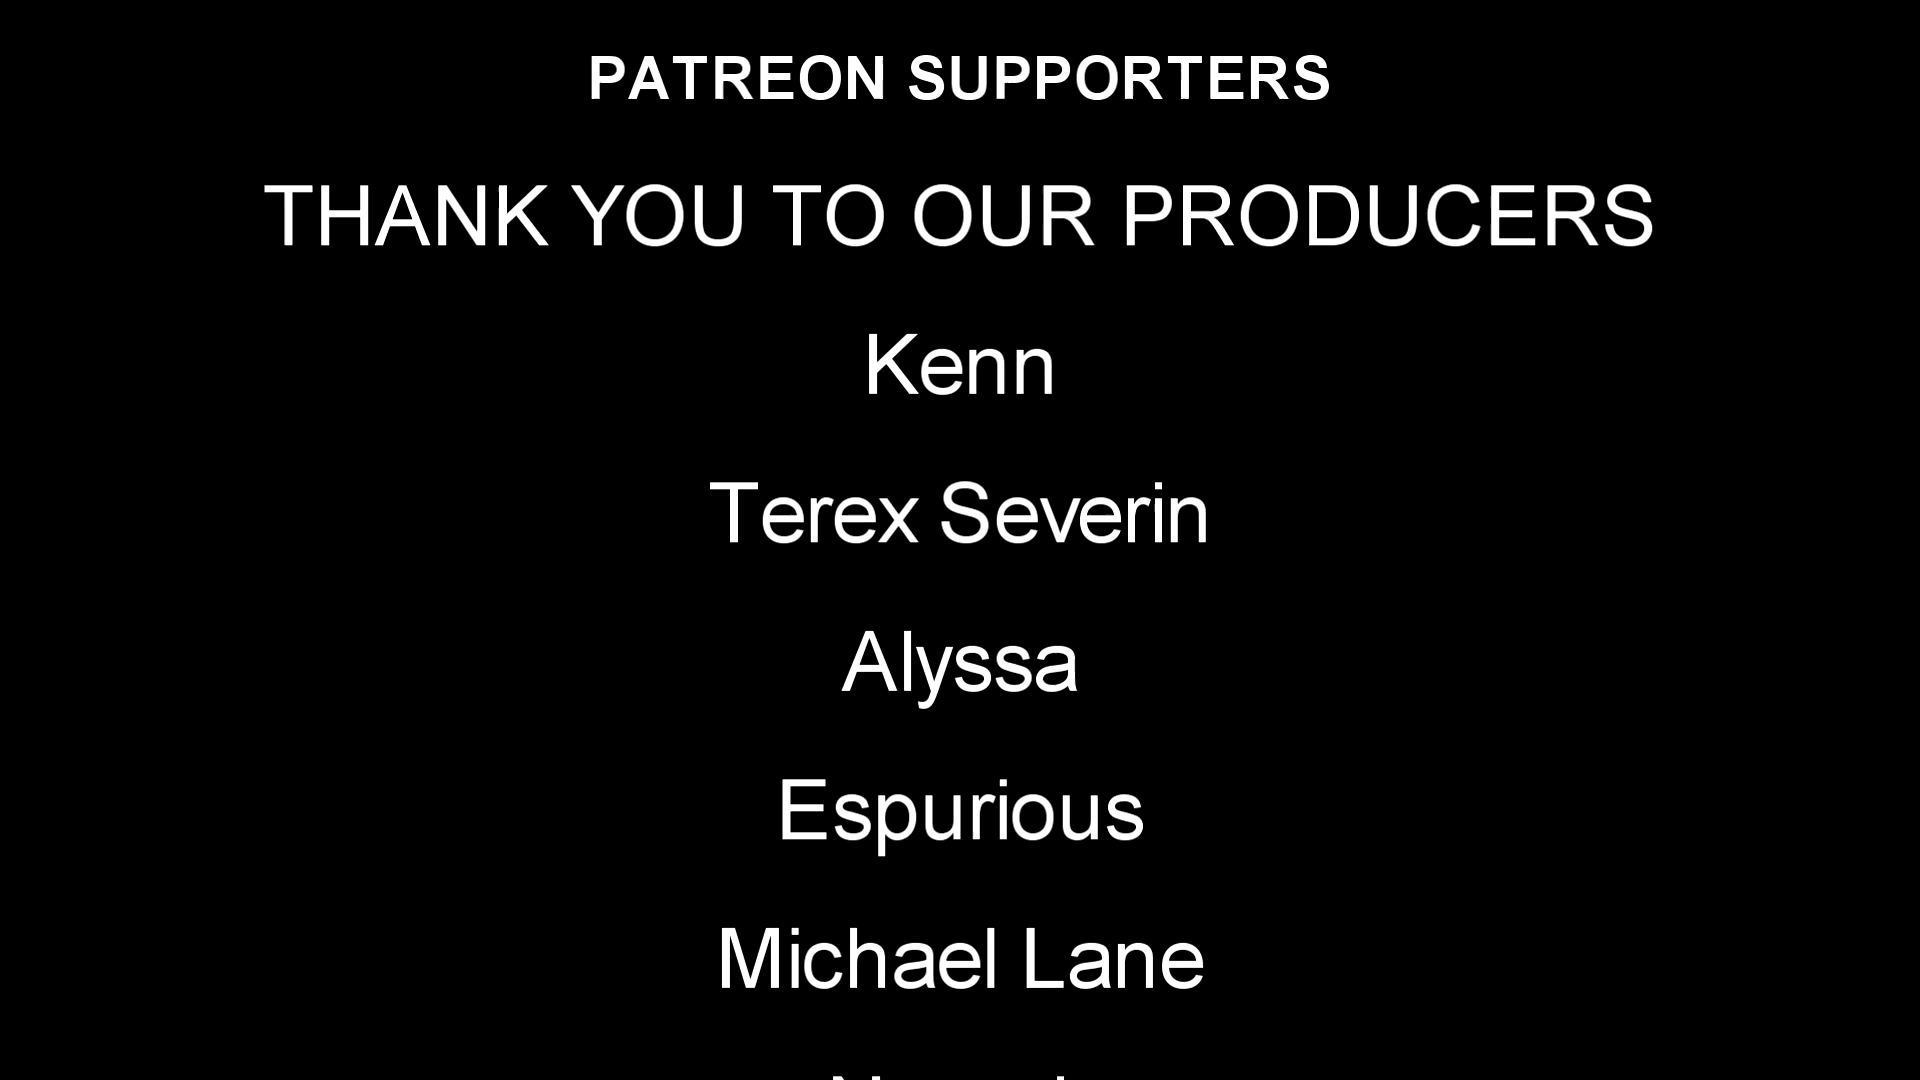 PATREON SUPPORTERS
THANK YOU TO OUR PRODUCERS
Kenn
Terex Severin
Alyssa
Espurious
Michael Lane